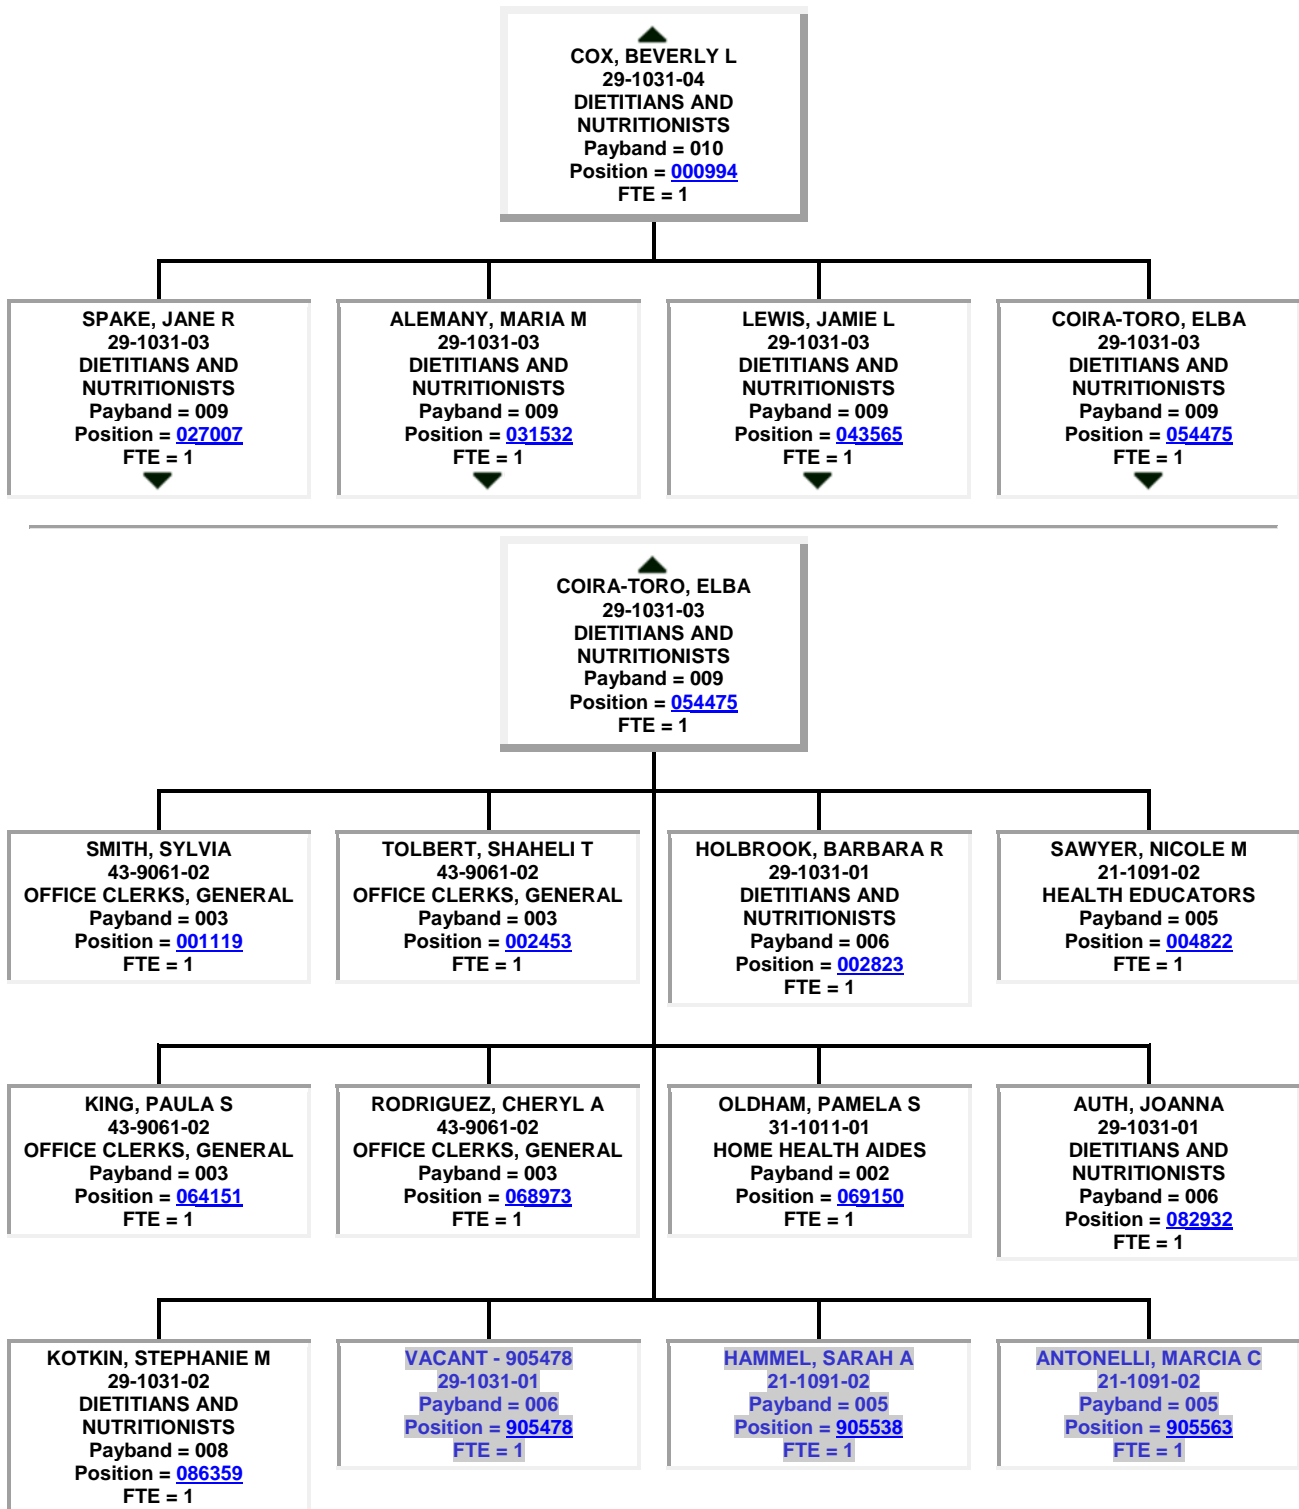 COX, BEVERLY L
29-1031-04
DIETITIANS AND
NUTRITIONISTS
Payband = 010
Position = 000994
FTE = 1
SPAKE, JANE R
29-1031-03
DIETITIANS AND
NUTRITIONISTS
Payband = 009
Position = 027007
FTE = 1
ALEMANY, MARIA M
29-1031-03
DIETITIANS AND
NUTRITIONISTS
Payband = 009
Position = 031532
FTE = 1
LEWIS, JAMIE L
29-1031-03
DIETITIANS AND
NUTRITIONISTS
Payband = 009
Position = 043565
FTE = 1
COIRA-TORO, ELBA
29-1031-03
DIETITIANS AND
NUTRITIONISTS
Payband = 009
Position = 054475
FTE = 1
COIRA-TORO, ELBA
29-1031-03
DIETITIANS AND
NUTRITIONISTS
Payband = 009
Position = 054475
FTE = 1
SMITH, SYLVIA
43-9061-02
OFFICE CLERKS, GENERAL
Payband = 003
Position = 001119
FTE = 1
TOLBERT, SHAHELI T
43-9061-02
OFFICE CLERKS, GENERAL
Payband = 003
Position = 002453
FTE = 1
HOLBROOK, BARBARA R
29-1031-01
DIETITIANS AND
NUTRITIONISTS
Payband = 006
Position = 002823
FTE = 1
SAWYER, NICOLE M
21-1091-02
HEALTH EDUCATORS
Payband = 005
Position = 004822
FTE = 1
KING, PAULA S
43-9061-02
OFFICE CLERKS, GENERAL
Payband = 003
Position = 064151
FTE = 1
RODRIGUEZ, CHERYL A
43-9061-02
OFFICE CLERKS, GENERAL
Payband = 003
Position = 068973
FTE = 1
OLDHAM, PAMELA S
31-1011-01
HOME HEALTH AIDES
Payband = 002
Position = 069150
FTE = 1
AUTH, JOANNA
29-1031-01
DIETITIANS AND
NUTRITIONISTS
Payband = 006
Position = 082932
FTE = 1
KOTKIN, STEPHANIE M
29-1031-02
DIETITIANS AND
NUTRITIONISTS
Payband = 008
Position = 086359
FTE = 1
VACANT - 905478
29-1031-01
Payband = 006
Position = 905478
FTE = 1
HAMMEL, SARAH A
21-1091-02
Payband = 005
Position = 905538
FTE = 1
ANTONELLI, MARCIA C
21-1091-02
Payband = 005
Position = 905563
FTE = 1